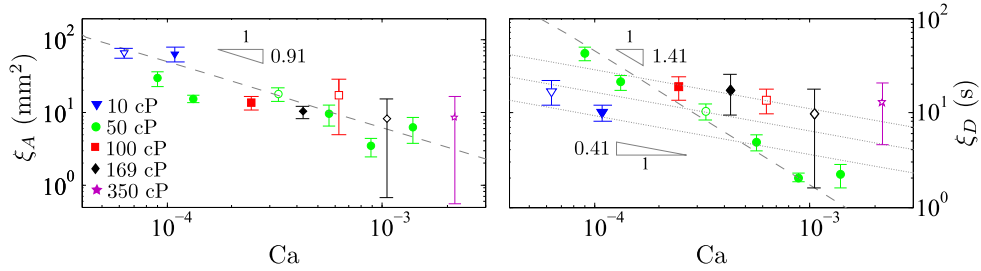 ξ_A (mm²)
10²
10¹
10⁰
1
0.91
10 cP
50 cP
100 cP
169 cP
350 cP
10⁻⁴
10⁻³
Ca
1
1.41
0.41
1
10⁻⁴
10⁻³
Ca
10²
10¹
10⁰
ξ_D (s)